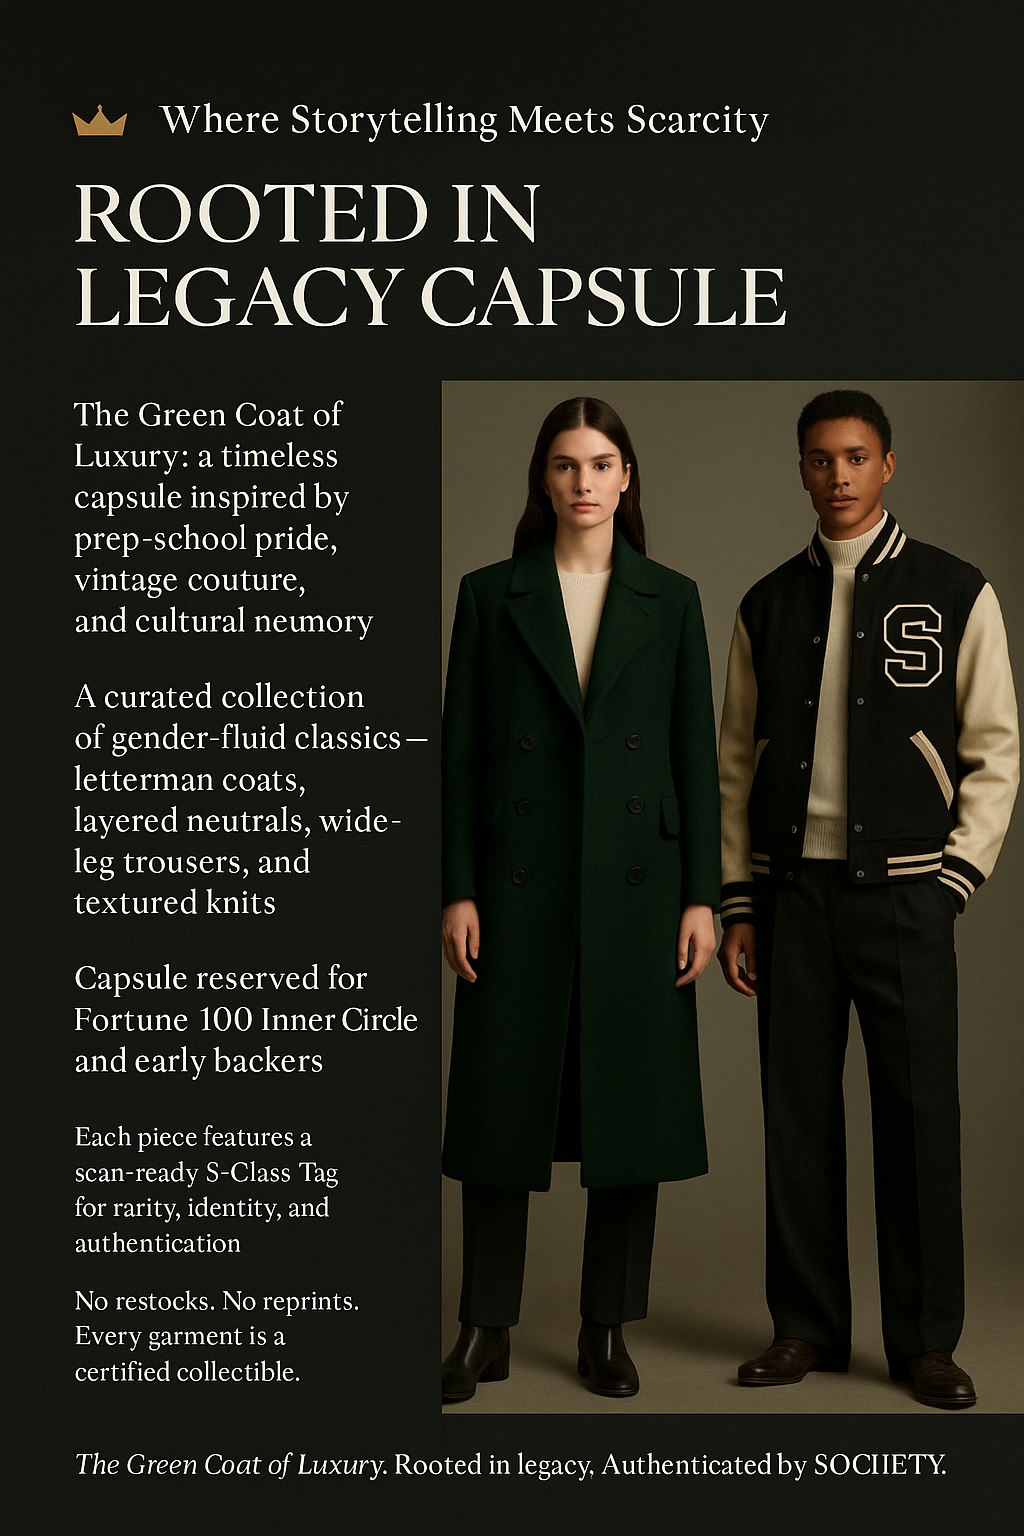 Where Storytelling Meets Scarcity
ROOTED IN
LEGACY CAPSULE
The Green Coat of
Luxury: a timeless
capsule inspired by
prep-school pride,
vintage couture,
and cultural neumory
A curated collection
of gender-fluid classics—
letterman coats,
layered neutrals, wide-
leg trousers, and
textured knits
Capsule reserved for
Fortune 100 Inner Circle
and early backers
Each piece features a
scan-ready S-Class Tag
for rarity, identity, and
authentication
No restocks. No reprints.
Every garment is a
certified collectible.
S
The Green Coat of Luxury. Rooted in legacy, Authenticated by SOCIIETY.